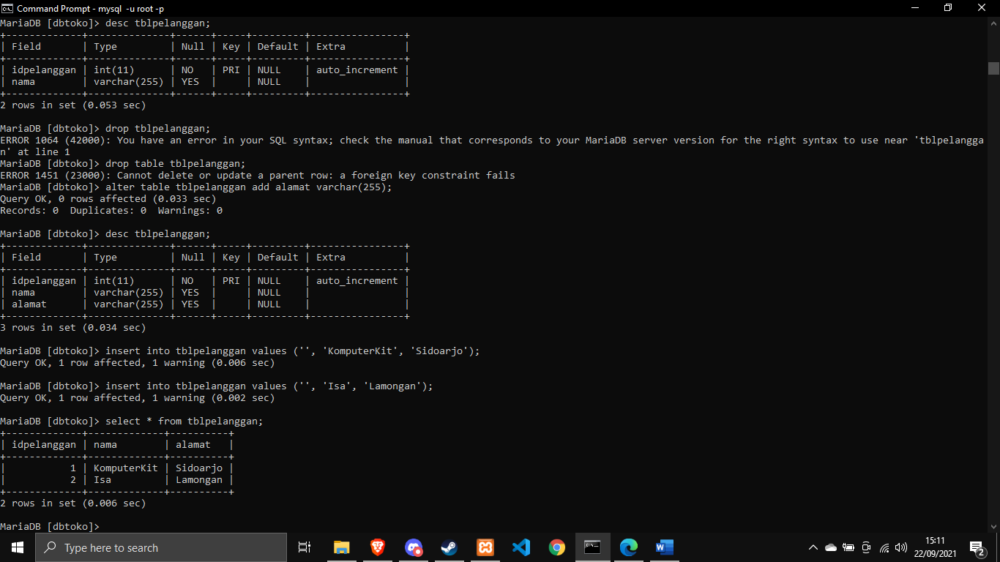 Command Prompt - mysql  -u root -p
MariaDB [dbtoko]> desc tblpelanggan;
+-------------+--------------+------+-----+---------+----------------+
| Field       | Type         | Null | Key | Default | Extra          |
+-------------+--------------+------+-----+---------+----------------+
| idpelanggan | int(11)      | NO   | PRI | NULL    | auto_increment |
| nama        | varchar(255) | YES  |     | NULL    |                |
+-------------+--------------+------+-----+---------+----------------+
2 rows in set (0.053 sec)
MariaDB [dbtoko]> drop tblpelanggan;
ERROR 1064 (42000): You have an error in your SQL syntax; check the manual that corresponds to your MariaDB server version for the right syntax to use near 'tblpelangga
n' at line 1
MariaDB [dbtoko]> drop table tblpelanggan;
ERROR 1451 (23000): Cannot delete or update a parent row: a foreign key constraint fails
MariaDB [dbtoko]> alter table tblpelanggan add alamat varchar(255);
Query OK, 0 rows affected (0.033 sec)
Records: 0  Duplicates: 0  Warnings: 0
MariaDB [dbtoko]> desc tblpelanggan;
+-------------+--------------+------+-----+---------+----------------+
| Field       | Type         | Null | Key | Default | Extra          |
+-------------+--------------+------+-----+---------+----------------+
| idpelanggan | int(11)      | NO   | PRI | NULL    | auto_increment |
| nama        | varchar(255) | YES  |     | NULL    |                |
| alamat      | varchar(255) | YES  |     | NULL    |                |
+-------------+--------------+------+-----+---------+----------------+
3 rows in set (0.034 sec)
MariaDB [dbtoko]> insert into tblpelanggan values ('', 'KomputerKit', 'Sidoarjo');
Query OK, 1 row affected, 1 warning (0.006 sec)
MariaDB [dbtoko]> insert into tblpelanggan values ('', 'Isa', 'Lamongan');
Query OK, 1 row affected, 1 warning (0.002 sec)
MariaDB [dbtoko]> select * from tblpelanggan;
+-------------+-------------+----------+
| idpelanggan | nama        | alamat   |
+-------------+-------------+----------+
|           1 | KomputerKit | Sidoarjo |
|           2 | Isa         | Lamongan |
+-------------+-------------+----------+
2 rows in set (0.006 sec)
MariaDB [dbtoko]>
Type here to search
15:11
22/09/2021
2